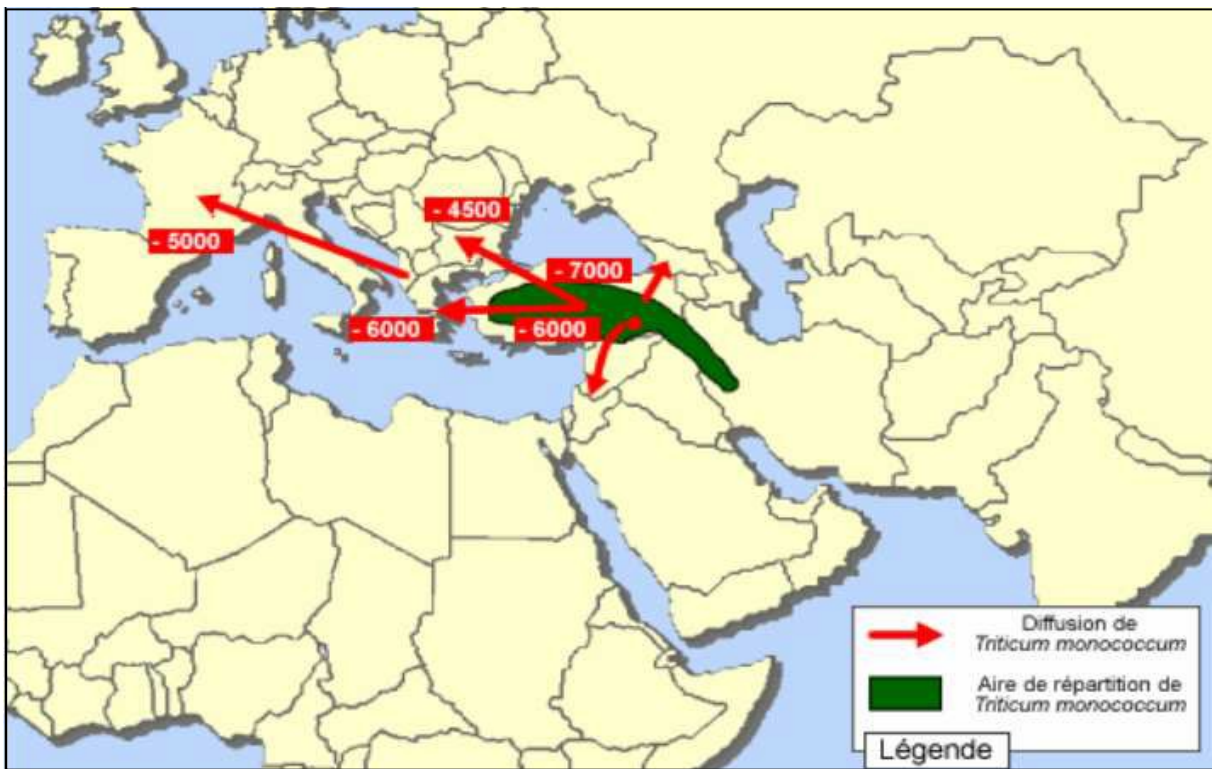 - 4500
- 5000
- 7000
- 6000
- 6000
Diffusion de
Triticum monococcum
Aire de répartition de
Triticum monococcum
Légende